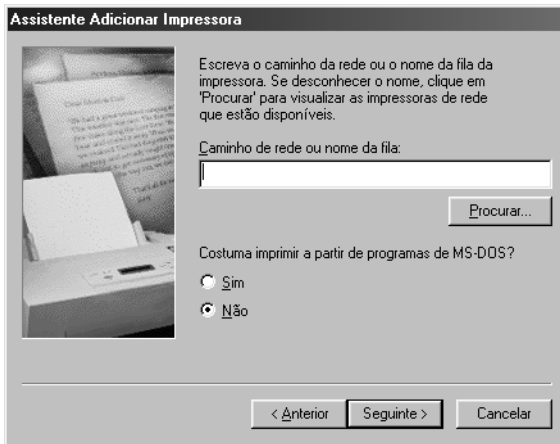 Assistente Adicionar Impressora
Escreva o caminho da rede ou o nome da fila da
impressora. Se desconhecer o nome, clique em
'Procurar' para visualizar as impressoras de rede
que estão disponíveis.
Caminho de rede ou nome da fila:
Procurar...
Costuma imprimir a partir de programas de MS-DOS?
Sim
Não
< Anterior
Seguinte >
Cancelar